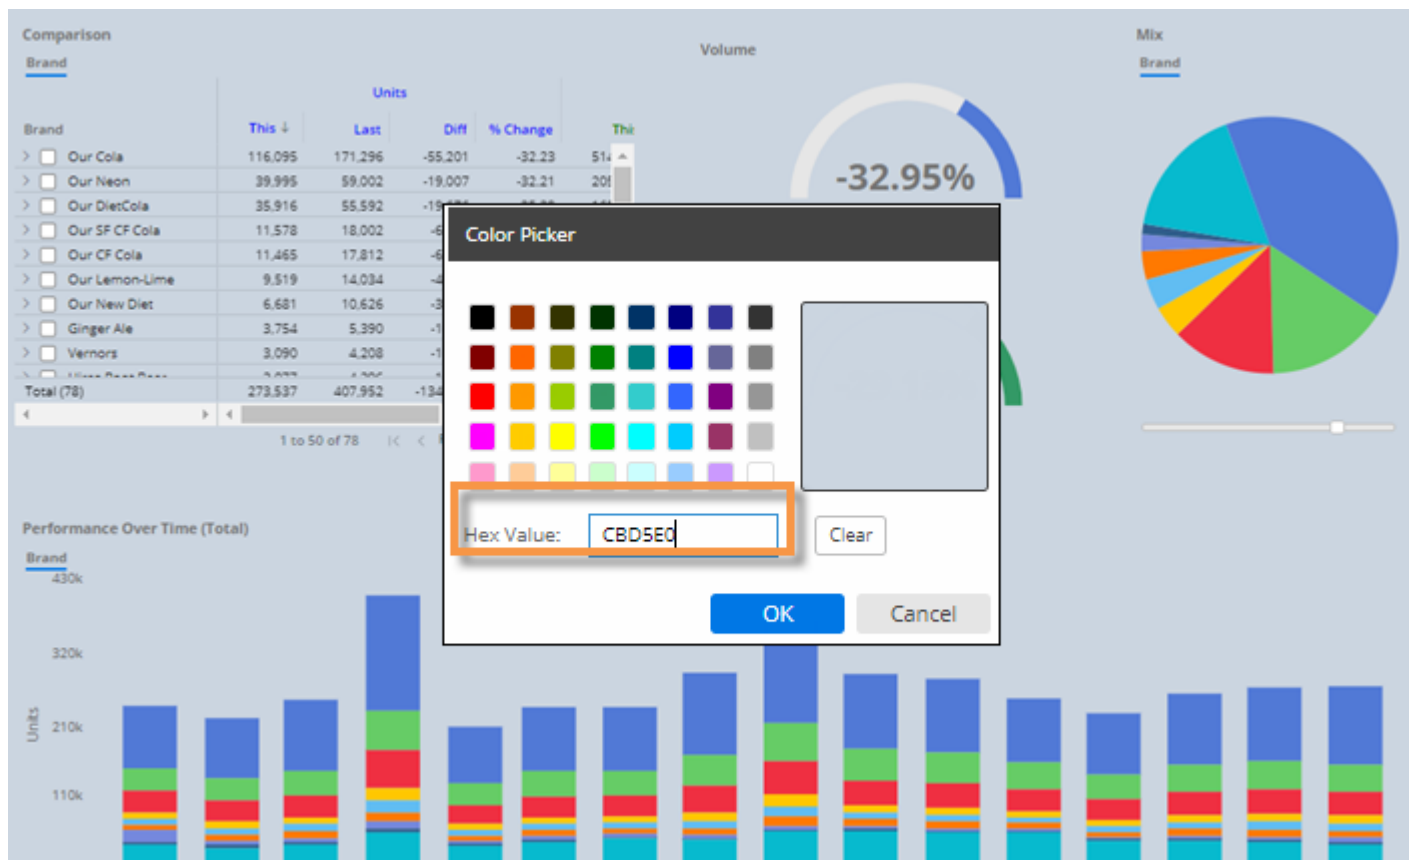 Comparison
Brand
Units
Brand This ↓ Last Diff % Change
Our Cola 116,095 171,296 -55,201 -32.23
Our Neon 39,995 59,002 -19,007 -32.21
Our DietCola 35,916 55,592
Our SF CF Cola 11,578 18,002
Our CF Cola 11,465 17,812
Our Lemon-Lime 9,519 14,034
Our New Diet 6,681 10,626
Ginger Ale 3,754 5,390
Vernors 3,090 4,208
Total (78) 273,537 407,952 -134
1 to 50 of 78
Volume
-32.95%
Mix
Brand
Color Picker
Hex Value: CBD5E0 Clear
OK Cancel
Performance Over Time (Total)
Brand
430k
320k
210k
110k
Units